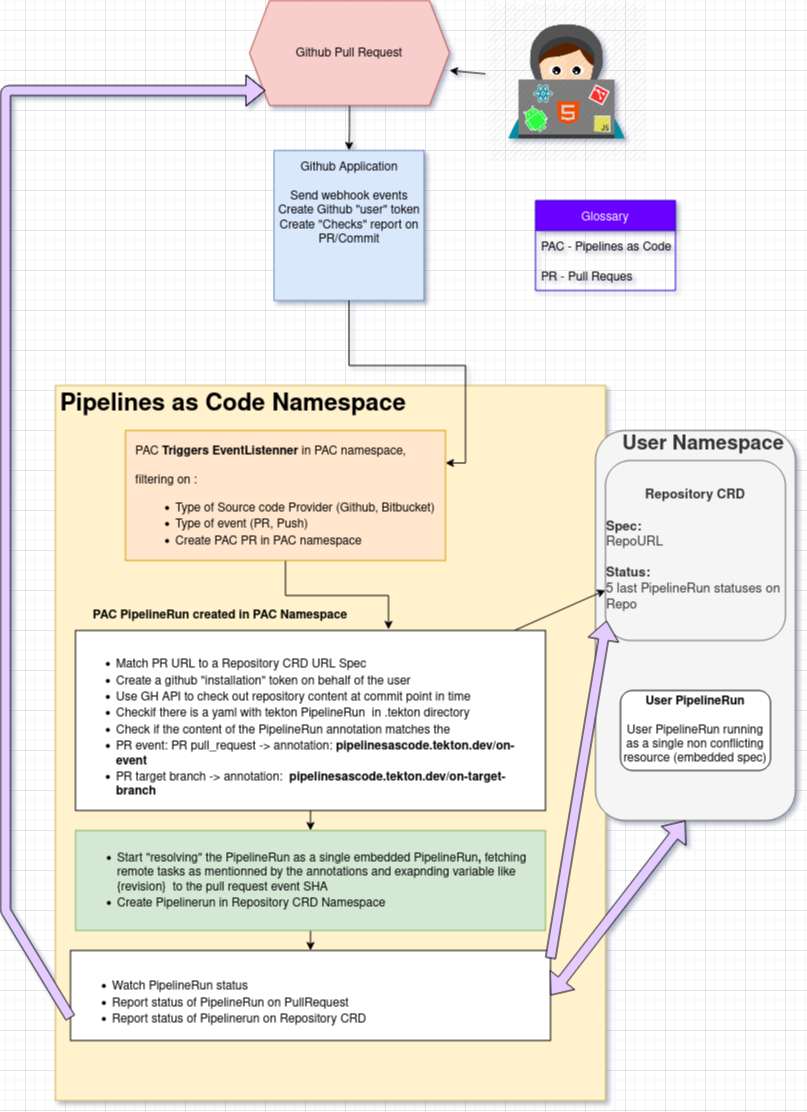 Github Pull Request
5
JS
Github Application
Send webhook events
Create Github "user" token
Create "Checks" report on
PR/Commit
Glossary
PAC - Pipelines as Code
PR - Pull Reques
Pipelines as Code Namespace
PAC Triggers EventListenner in PAC namespace,
filtering on :
• Type of Source code Provider (Github, Bitbucket)
• Type of event (PR, Push)
• Create PAC PR in PAC namespace
User Namespace
Repository CRD
Spec:
RepoURL
Status:
5 last PipelineRun statuses on
Repo
PAC PipelineRun created in PAC Namespace
• Match PR URL to a Repository CRD URL Spec
• Create a github "installation" token on behalf of the user
• Use GH API to check out repository content at commit point in time
• Checkif there is a yaml with tekton PipelineRun in .tekton directory
• Check if the content of the PipelineRun annotation matches the
• PR event: PR pull_request -> annotation: pipelinesascode.tekton.dev/on-
event
• PR target branch -> annotation: pipelinesascode.tekton.dev/on-target-
branch
User PipelineRun
User PipelineRun running
as a single non conflicting
resource (embedded spec)
• Start "resolving" the PipelineRun as a single embedded PipelineRun, fetching
remote tasks as mentionned by the annotations and exapnding variable like
{revision} to the pull request event SHA
• Create Pipelinerun in Repository CRD Namespace
• Watch PipelineRun status
• Report status of PipelineRun on PullRequest
• Report status of Pipelinerun on Repository CRD